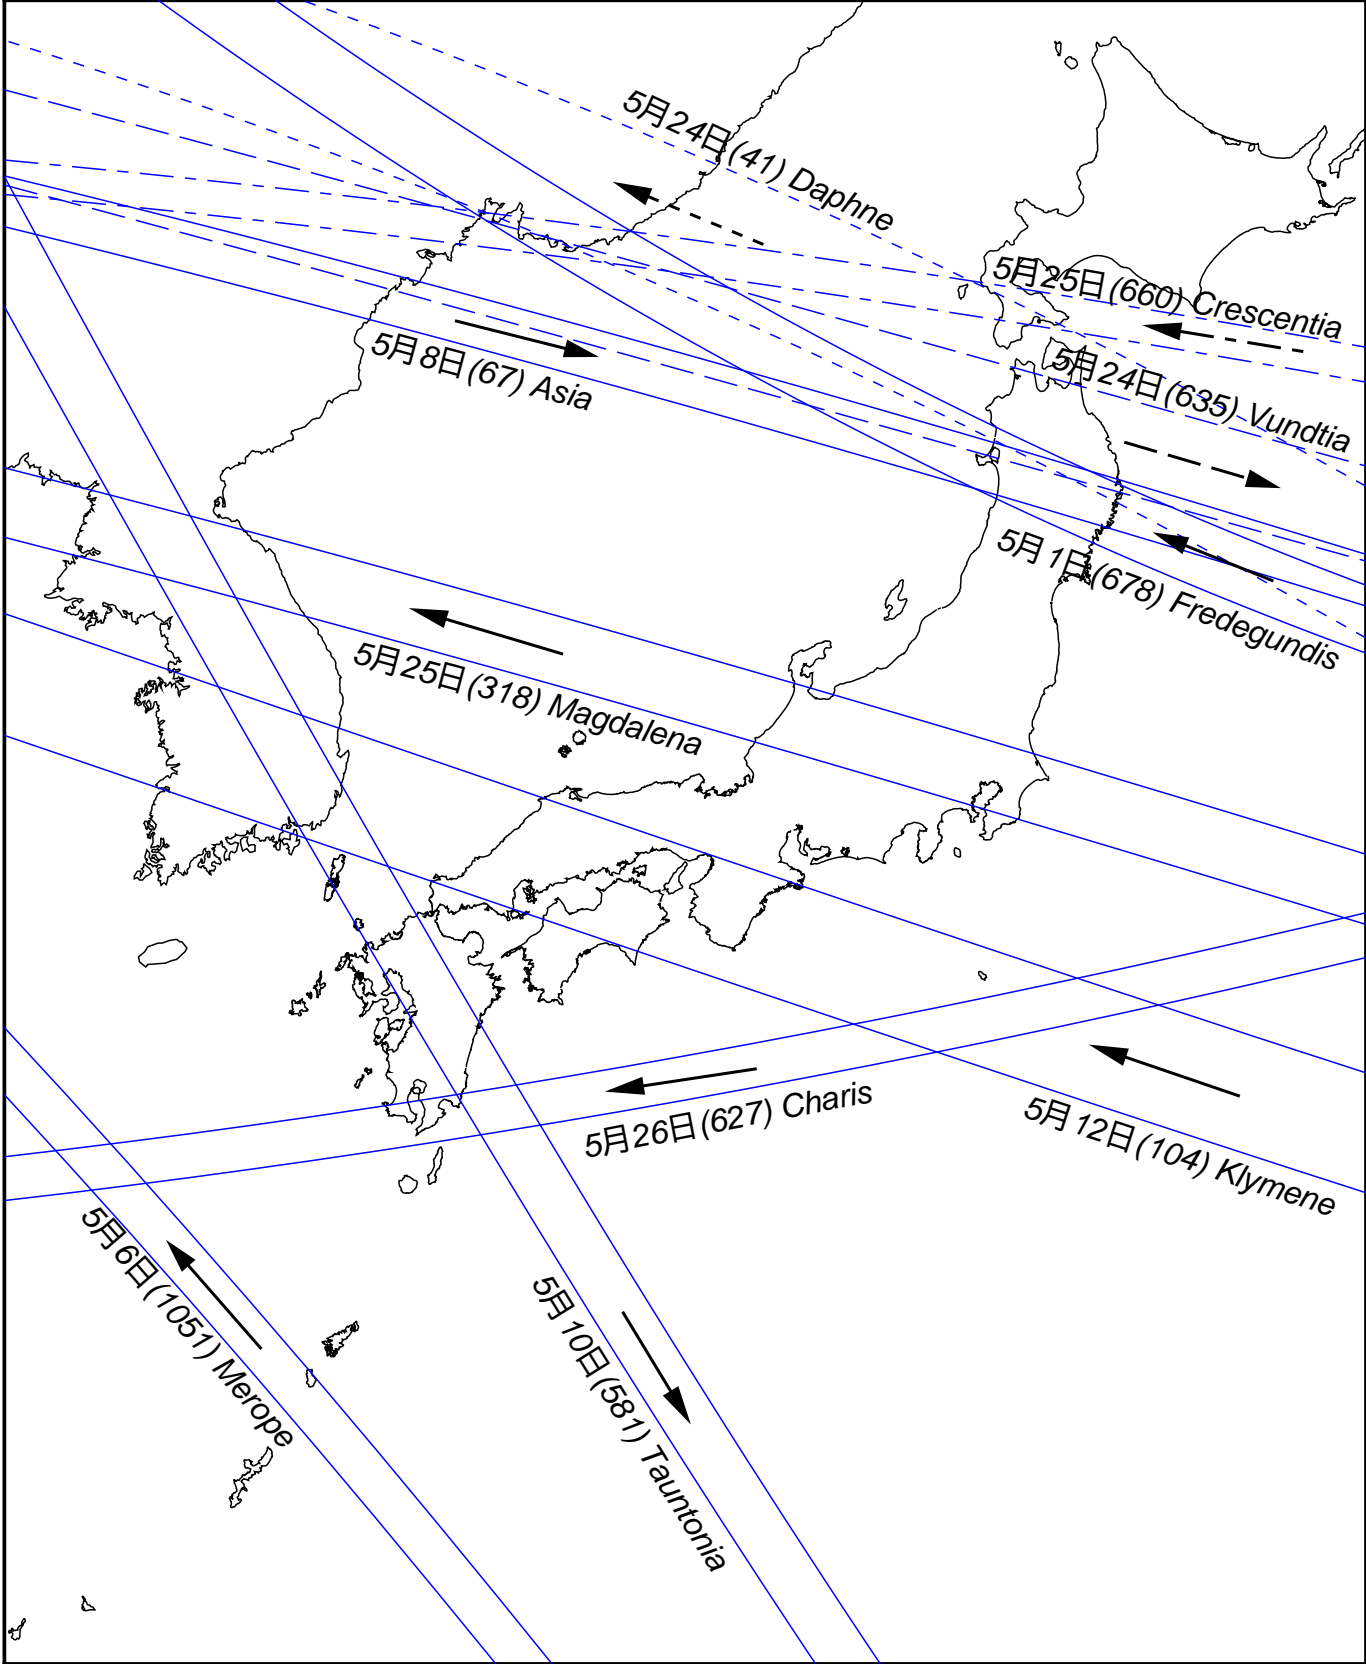 5月24日(41) Daphne
5月25日(660) Crescentia
5月8日(67) Asia
5月24日(635) Vundtia
5月1日(678) Fredegundis
5月25日(318) Magdalena
5月26日(627) Charis
5月12日(104) Klymene
5月6日(1051) Merope
5月10日(581) Tauntonia